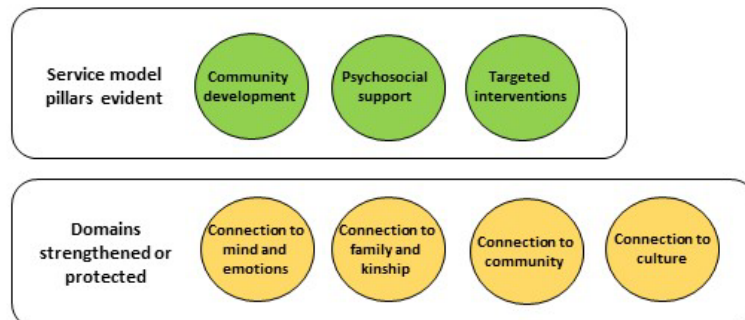 Service model
pillars evident
Community
development
Psychosocial
support
Targeted
interventions
Domains
strengthened or
protected
Connection to
mind and
emotions
Connection to
family and
kinship
Connection to
community
Connection to
culture